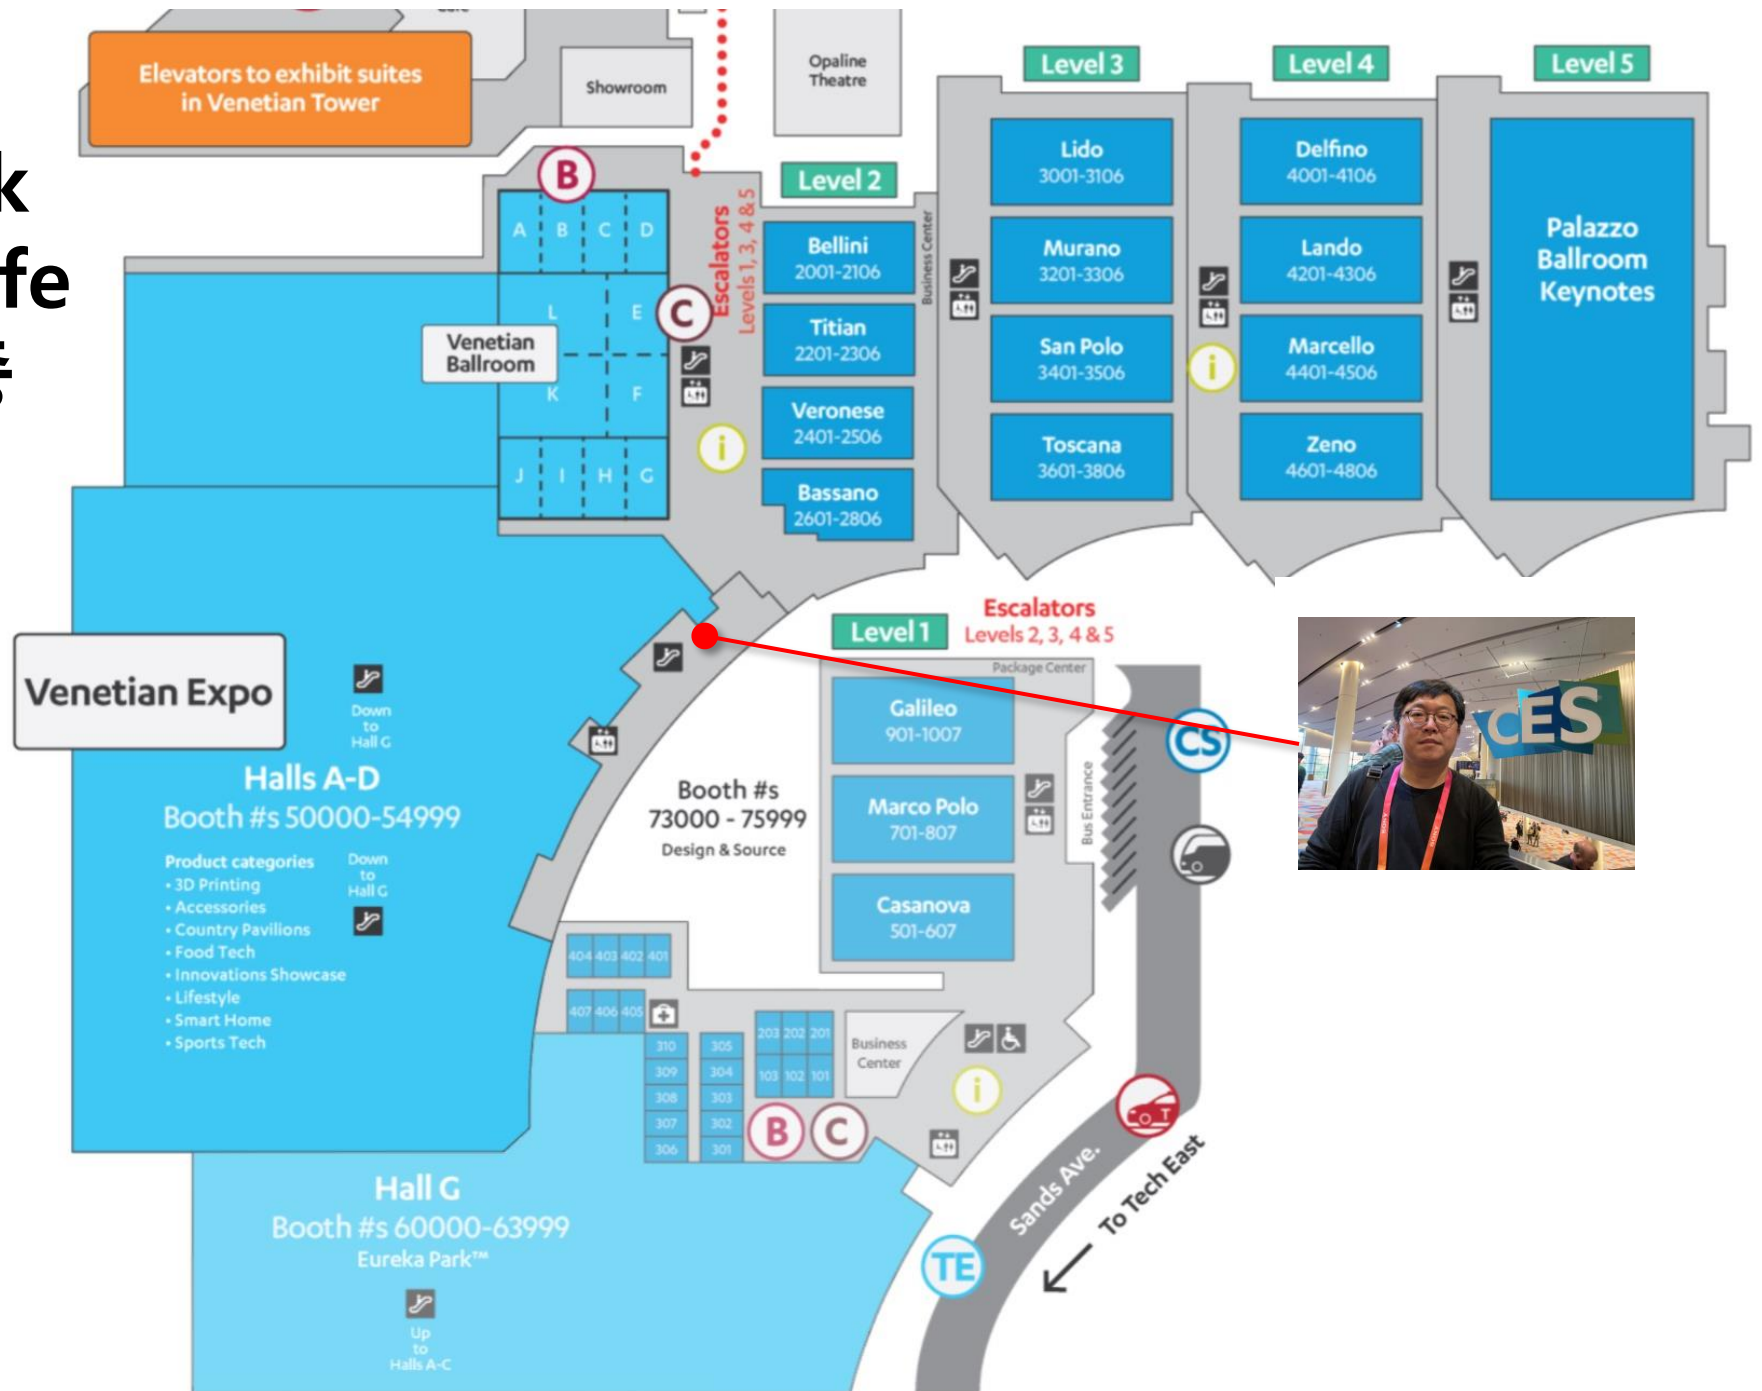 Elevators to exhibit suites
in Venetian Tower
Showroom
Opaline
Theatre
Level 3
Level 4
Level 5
k
fe
B
A
B
C
D
L
E
K
F
J
I
H
G
C
Venetian
Ballroom
Escalators
Levels 1, 3, 4 & 5
i
Level 2
Bellini
2001-2106
Titian
2201-2306
Veronese
2401-2506
Bassano
2601-2806
Business Center
Lido
3001-3106
Murano
3201-3306
San Polo
3401-3506
Toscana
3601-3806
i
Delfino
4001-4106
Lando
4201-4306
Marcello
4401-4506
Zeno
4601-4806
Palazzo
Ballroom
Keynotes
Venetian Expo
Down
to
Hall G
Halls A-D
Booth #s 50000-54999
Product categories
• 3D Printing
• Accessories
• Country Pavilions
• Food Tech
• Innovations Showcase
• Lifestyle
• Smart Home
• Sports Tech
Down
to
Hall G
Level 1
Escalators
Levels 2, 3, 4 & 5
Package Center
Galileo
901-1007
Marco Polo
701-807
Casanova
501-607
Booth #s
73000 - 75999
Design & Source
Bus Entrance
CS
CES
404 403 402 401
407 406 405
310
309
308
307
306
305
304
303
302
301
203 202 201
103 102 101
Business
Center
i
B
C
T
Sands Ave.
To Tech East
TE
Hall G
Booth #s 60000-63999
Eureka Park™
Up
to
Halls A-C